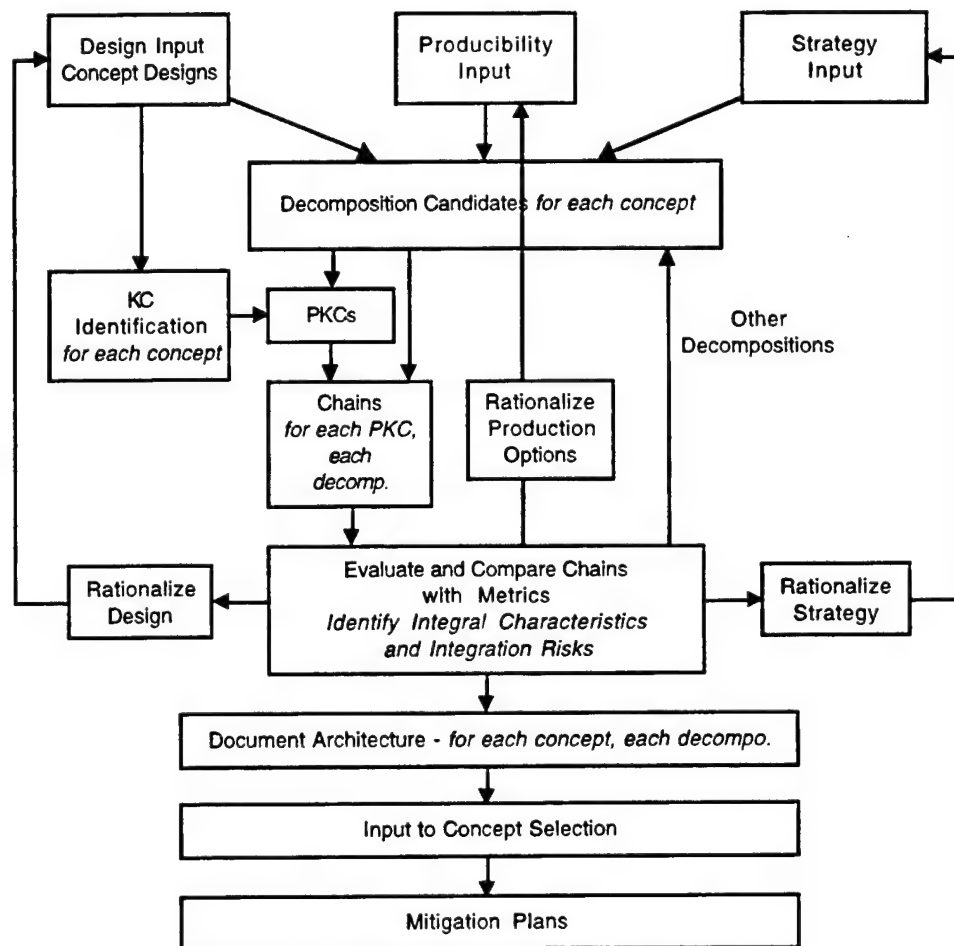 Design Input
Concept Designs
Producibility
Input
Strategy
Input
Decomposition Candidates for each concept
KC
Identification
for each concept
PKCs
Other
Decompositions
Chains
for each PKC,
each
decomp.
Rationalize
Production
Options
Rationalize
Design
Evaluate and Compare Chains
with Metrics
Identify Integral Characteristics
and Integration Risks
Rationalize
Strategy
Document Architecture - for each concept, each decompo.
Input to Concept Selection
Mitigation Plans